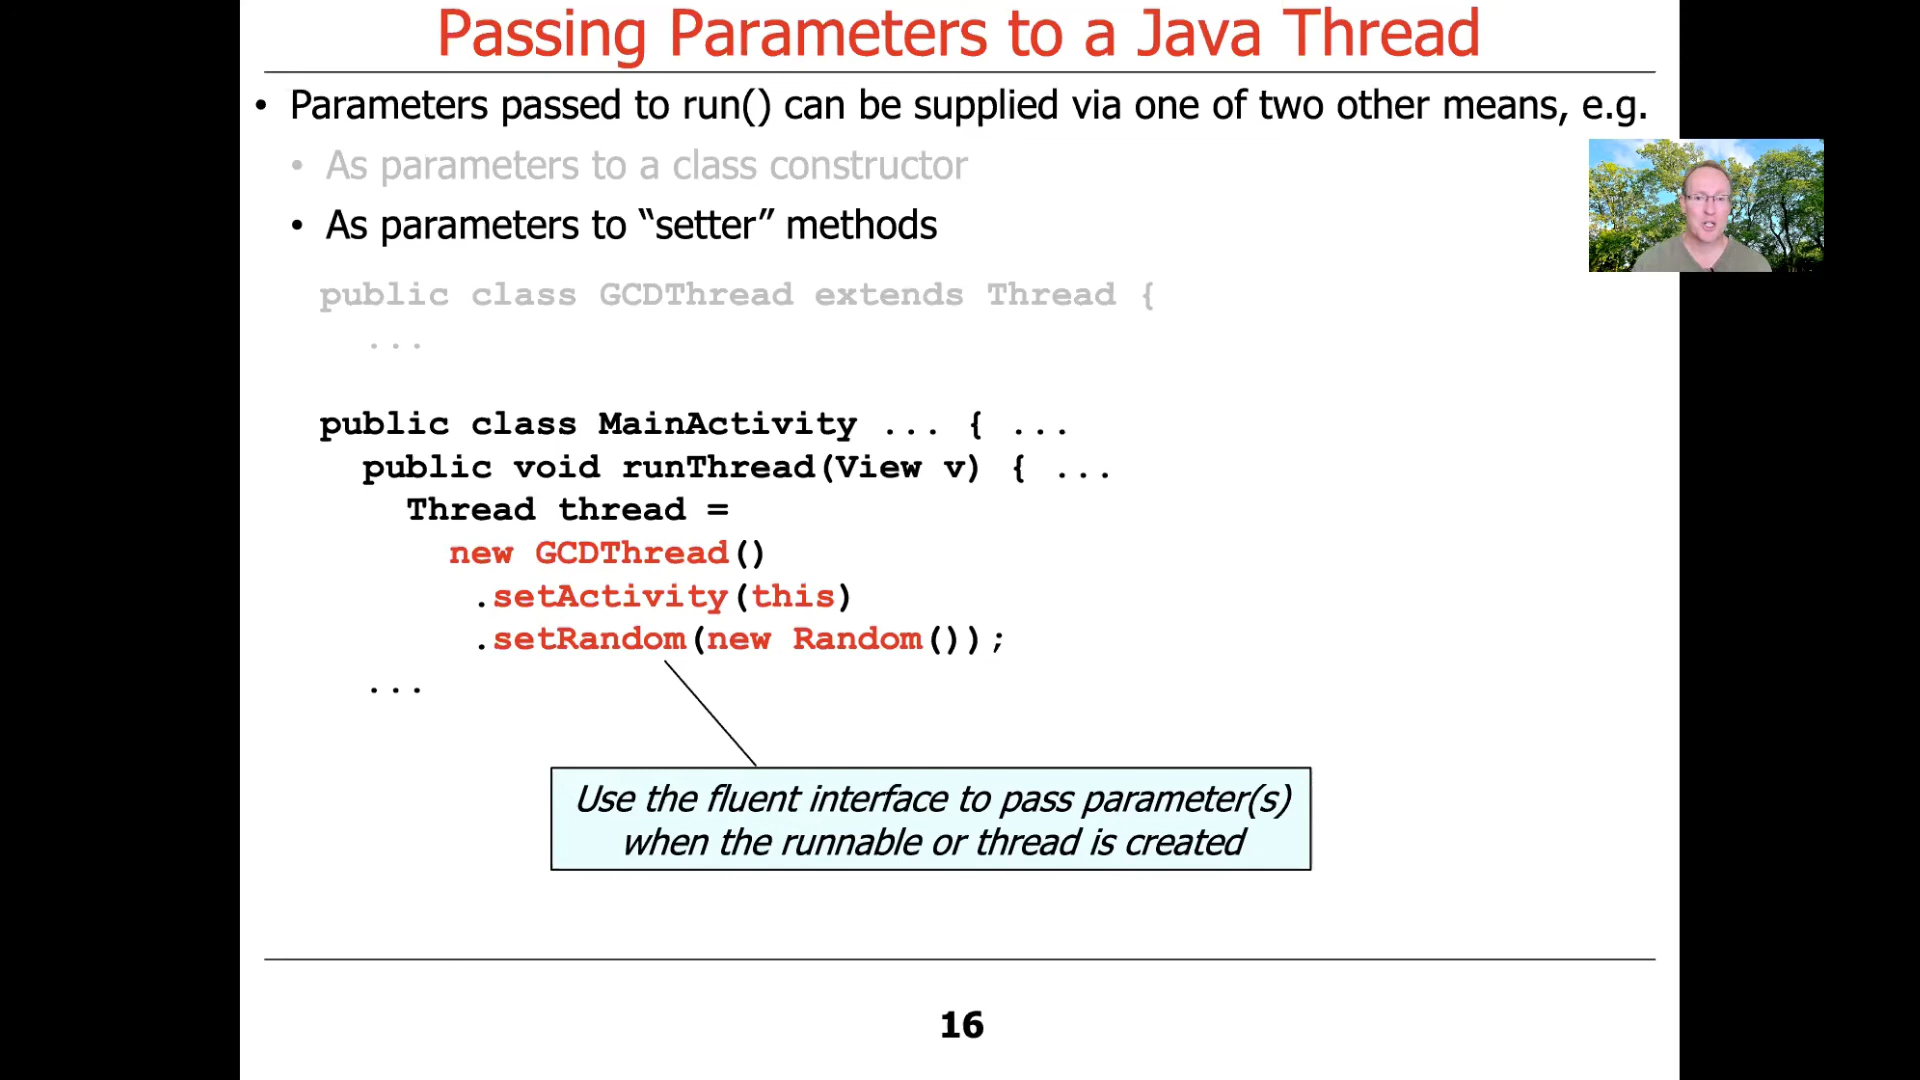 Passing Parameters to a Java Thread
• Parameters passed to run() can be supplied via one of two other means, e.g.
• As parameters to a class constructor
• As parameters to “setter” methods
public class GCDThread extends Thread {
...
public class MainActivity ... { ...
public void runThread(View v) { ...
Thread thread =
new GCDThread()
.setActivity(this)
.setRandom(new Random());
...
Use the fluent interface to pass parameter(s)
when the runnable or thread is created
16